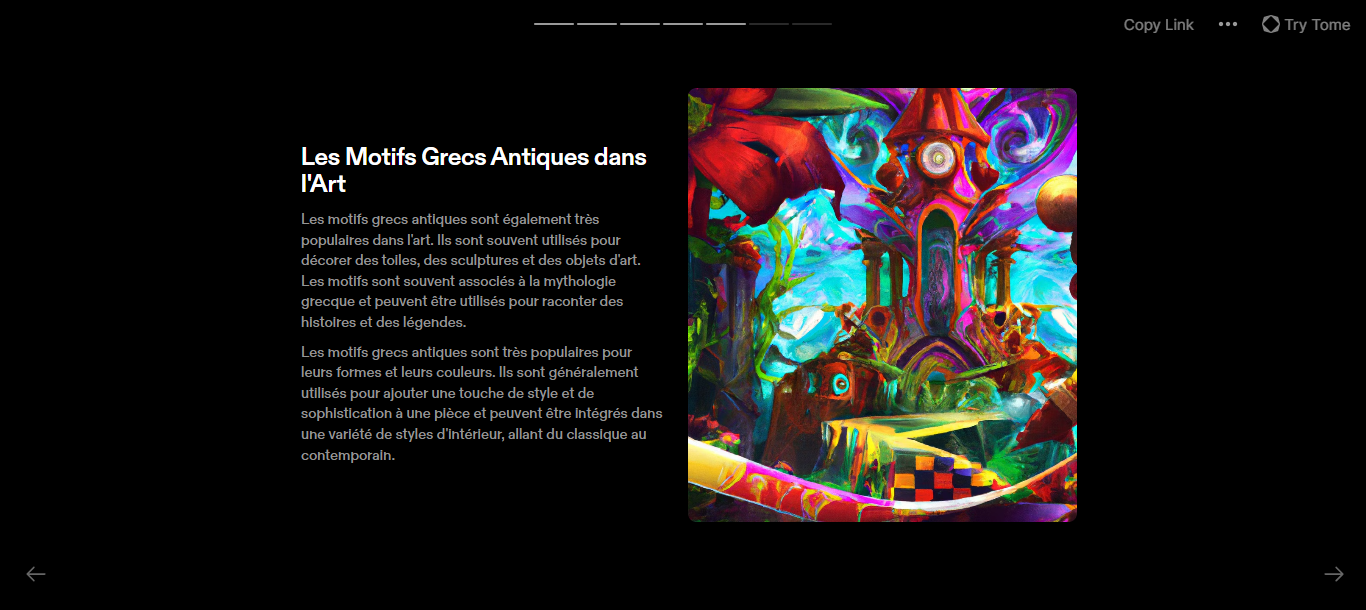 Copy Link
Try Tome
Les Motifs Grecs Antiques dans
l'Art
Les motifs grecs antiques sont également très
populaires dans l'art. Ils sont souvent utilisés pour
décorer des toiles, des sculptures et des objets d'art.
Les motifs sont souvent associés à la mythologie
grecque et peuvent être utilisés pour raconter des
histoires et des légendes.
Les motifs grecs antiques sont très populaires pour
leurs formes et leurs couleurs. Ils sont généralement
utilisés pour ajouter une touche de style et de
sophistication à une pièce et peuvent être intégrés dans
une variété de styles d'intérieur, allant du classique au
contemporain.